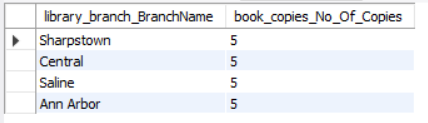 library_branch_BranchName book_copies_No_Of_Copies
Sharpstown 5
Central 5
Saline 5
Ann Arbor 5